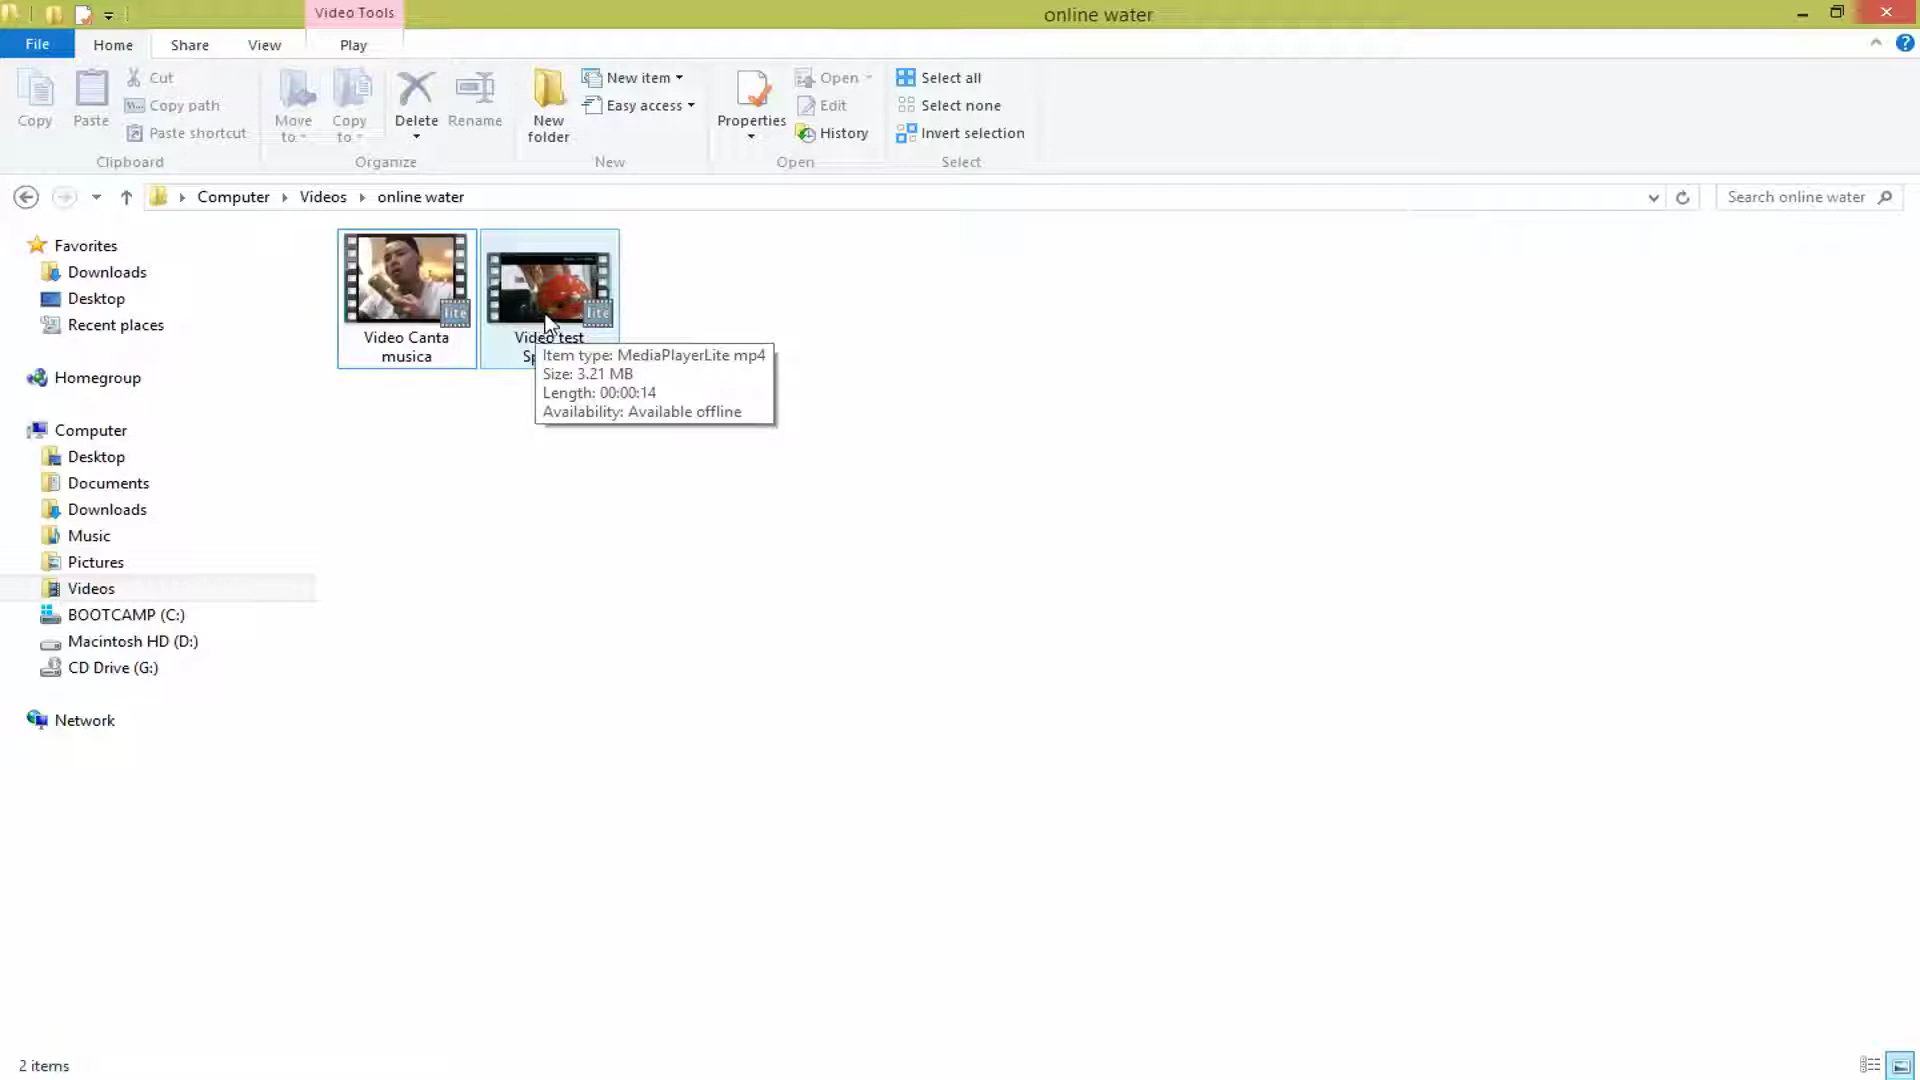 Video Tools
online water
File
Home
Share
View
Play
Copy
Paste
Cut
Copy path
Paste shortcut
Clipboard
Move to
Copy to
Delete
Rename
Organize
New folder
New item
Easy access
New
Properties
Open
Edit
History
Open
Select all
Select none
Invert selection
Select
Computer
Videos
online water
Search online water
Favorites
Downloads
Desktop
Recent places
Homegroup
Computer
Desktop
Documents
Downloads
Music
Pictures
Videos
BOOTCAMP (C:)
Macintosh HD (D:)
CD Drive (G:)
Network
lite
Video Canta
musica
lite
Video test
Item type: MediaPlayerLite mp4
Size: 3.21 MB
Length: 00:00:14
Availability: Available offline
2 items